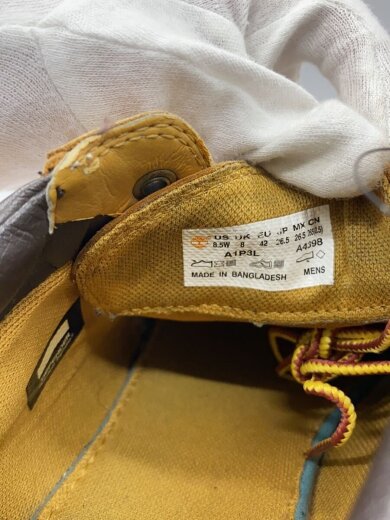 US UK EU JP MX CN
8.5W 8 42 26.5 26.5
A1P3L A439B
MADE IN BANGLADESH MENS